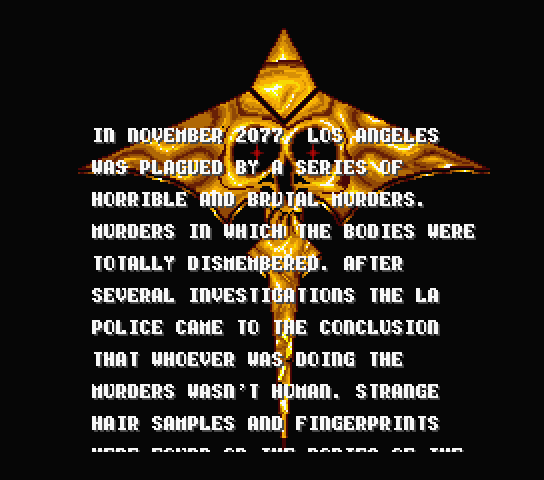 IN NOVEMBER 2077, LOS ANGELES
WAS PLAGUED BY A SERIES OF
HORRIBLE AND BRUTAL MURDERS.
MURDERS IN WHICH THE BODIES WERE
TOTALLY DISMEMBERED. AFTER
SEVERAL INVESTIGATIONS THE LA
POLICE CAME TO THE CONCLUSION
THAT WHOEVER WAS DOING THE
MURDERS WASN'T HUMAN. STRANGE
HAIR SAMPLES AND FINGERPRINTS